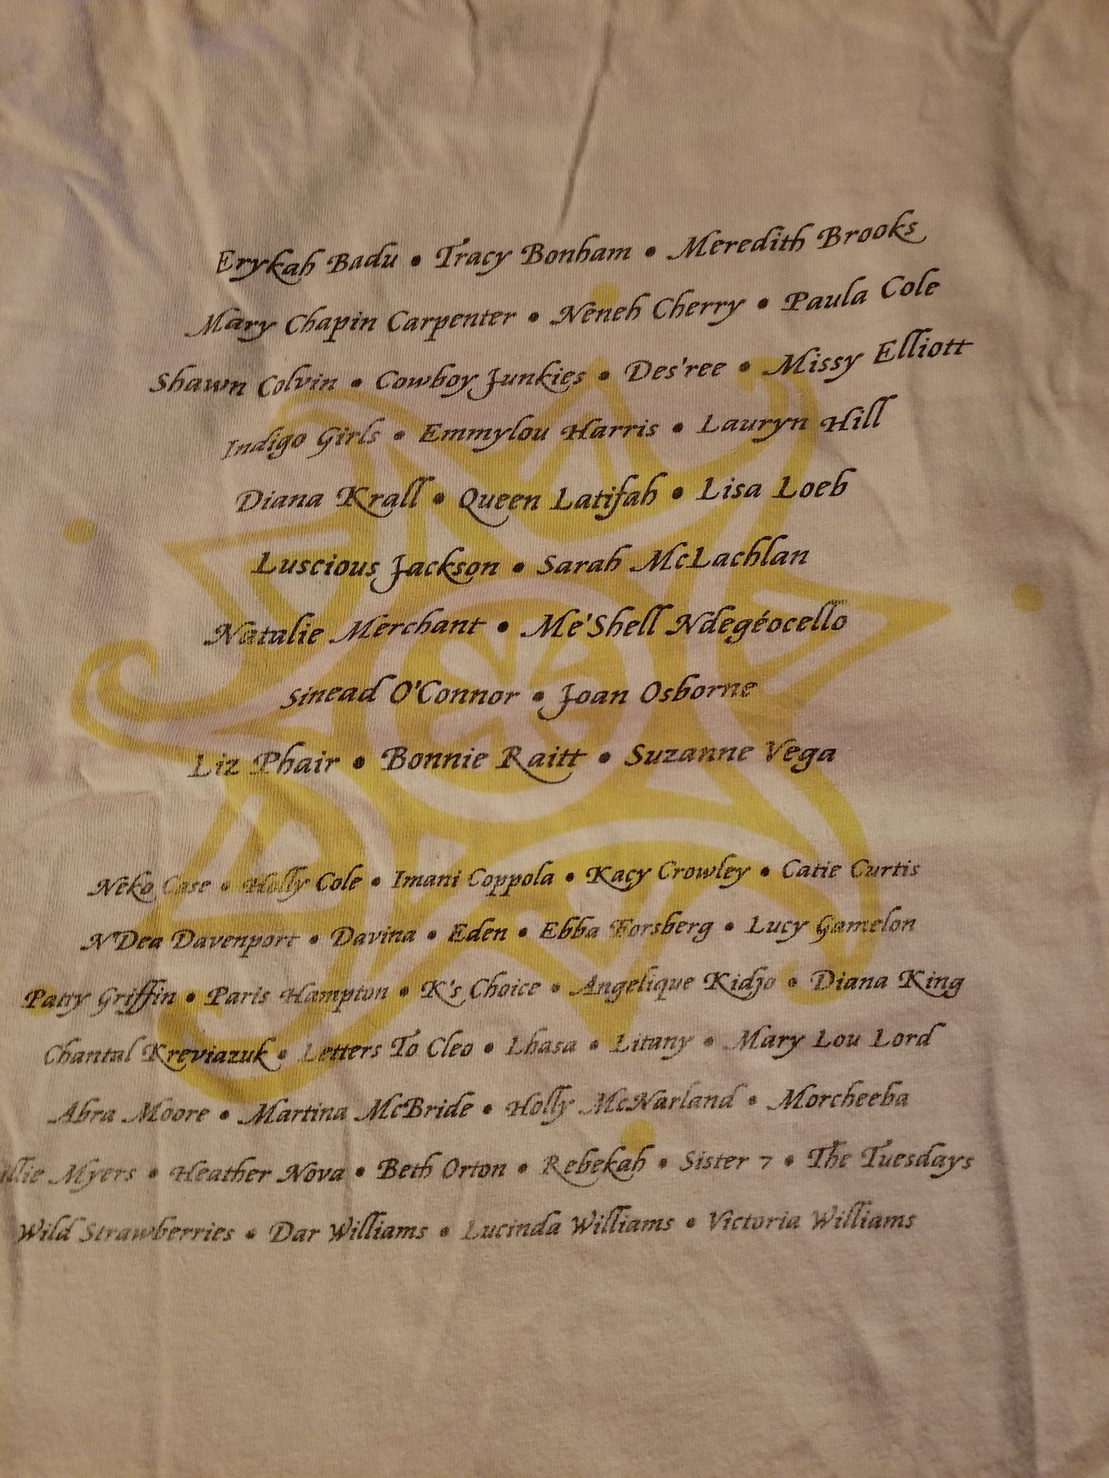 Erykah Badu • Tracy Bonham • Meredith Brooks
Mary Chapin Carpenter • Neneh Cherry • Paula Cole
Shawn Colvin • Cowboy Junkies • Des'ree • Missy Elliott
Indigo Girls • Emmylou Harris • Lauryn Hill
Diana Krall • Queen Latifah • Lisa Loeb
Luscious Jackson • Sarah McLachlan
Natalie Merchant • Me'Shell Ndegéocello
Sinead O'Connor • Joan Osborne
Liz Phair • Bonnie Raitt • Suzanne Vega
Neko Case • Holly Cole • Imani Coppola • Kacy Crowley • Catie Curtis
N'Dea Davenport • Davina • Eden • Ebba Forsberg • Lucy Gamelon
Patty Griffin • Paris Hampton • K's Choice • Angelique Kidjo • Diana King
Chantal Kreviazuk • Letters To Cleo • Lhasa • Litany • Mary Lou Lord
Abra Moore • Martina McBride • Holly McNarland • Morcheeba
Myers • Heather Nova • Beth Orton • Rebekah • Sister 7 • The Tuesdays
Wild Strawberries • Dar Williams • Lucinda Williams • Victoria Williams